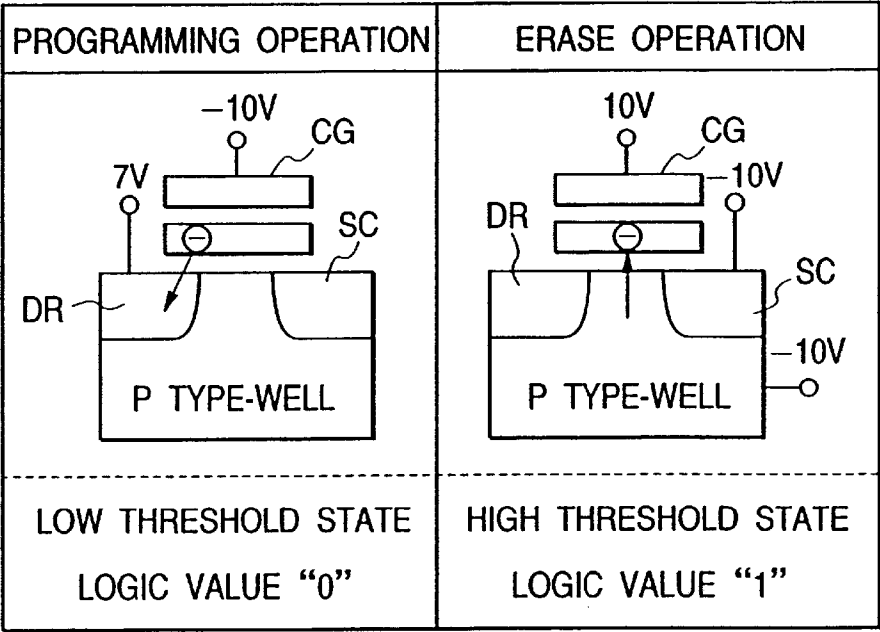 PROGRAMMING OPERATION
−10V
CG
7V
−
SC
DR
P TYPE-WELL
LOW THRESHOLD STATE
LOGIC VALUE “0”
ERASE OPERATION
10V
CG
−10V
DR
−
SC
−10V
P TYPE-WELL
HIGH THRESHOLD STATE
LOGIC VALUE “1”